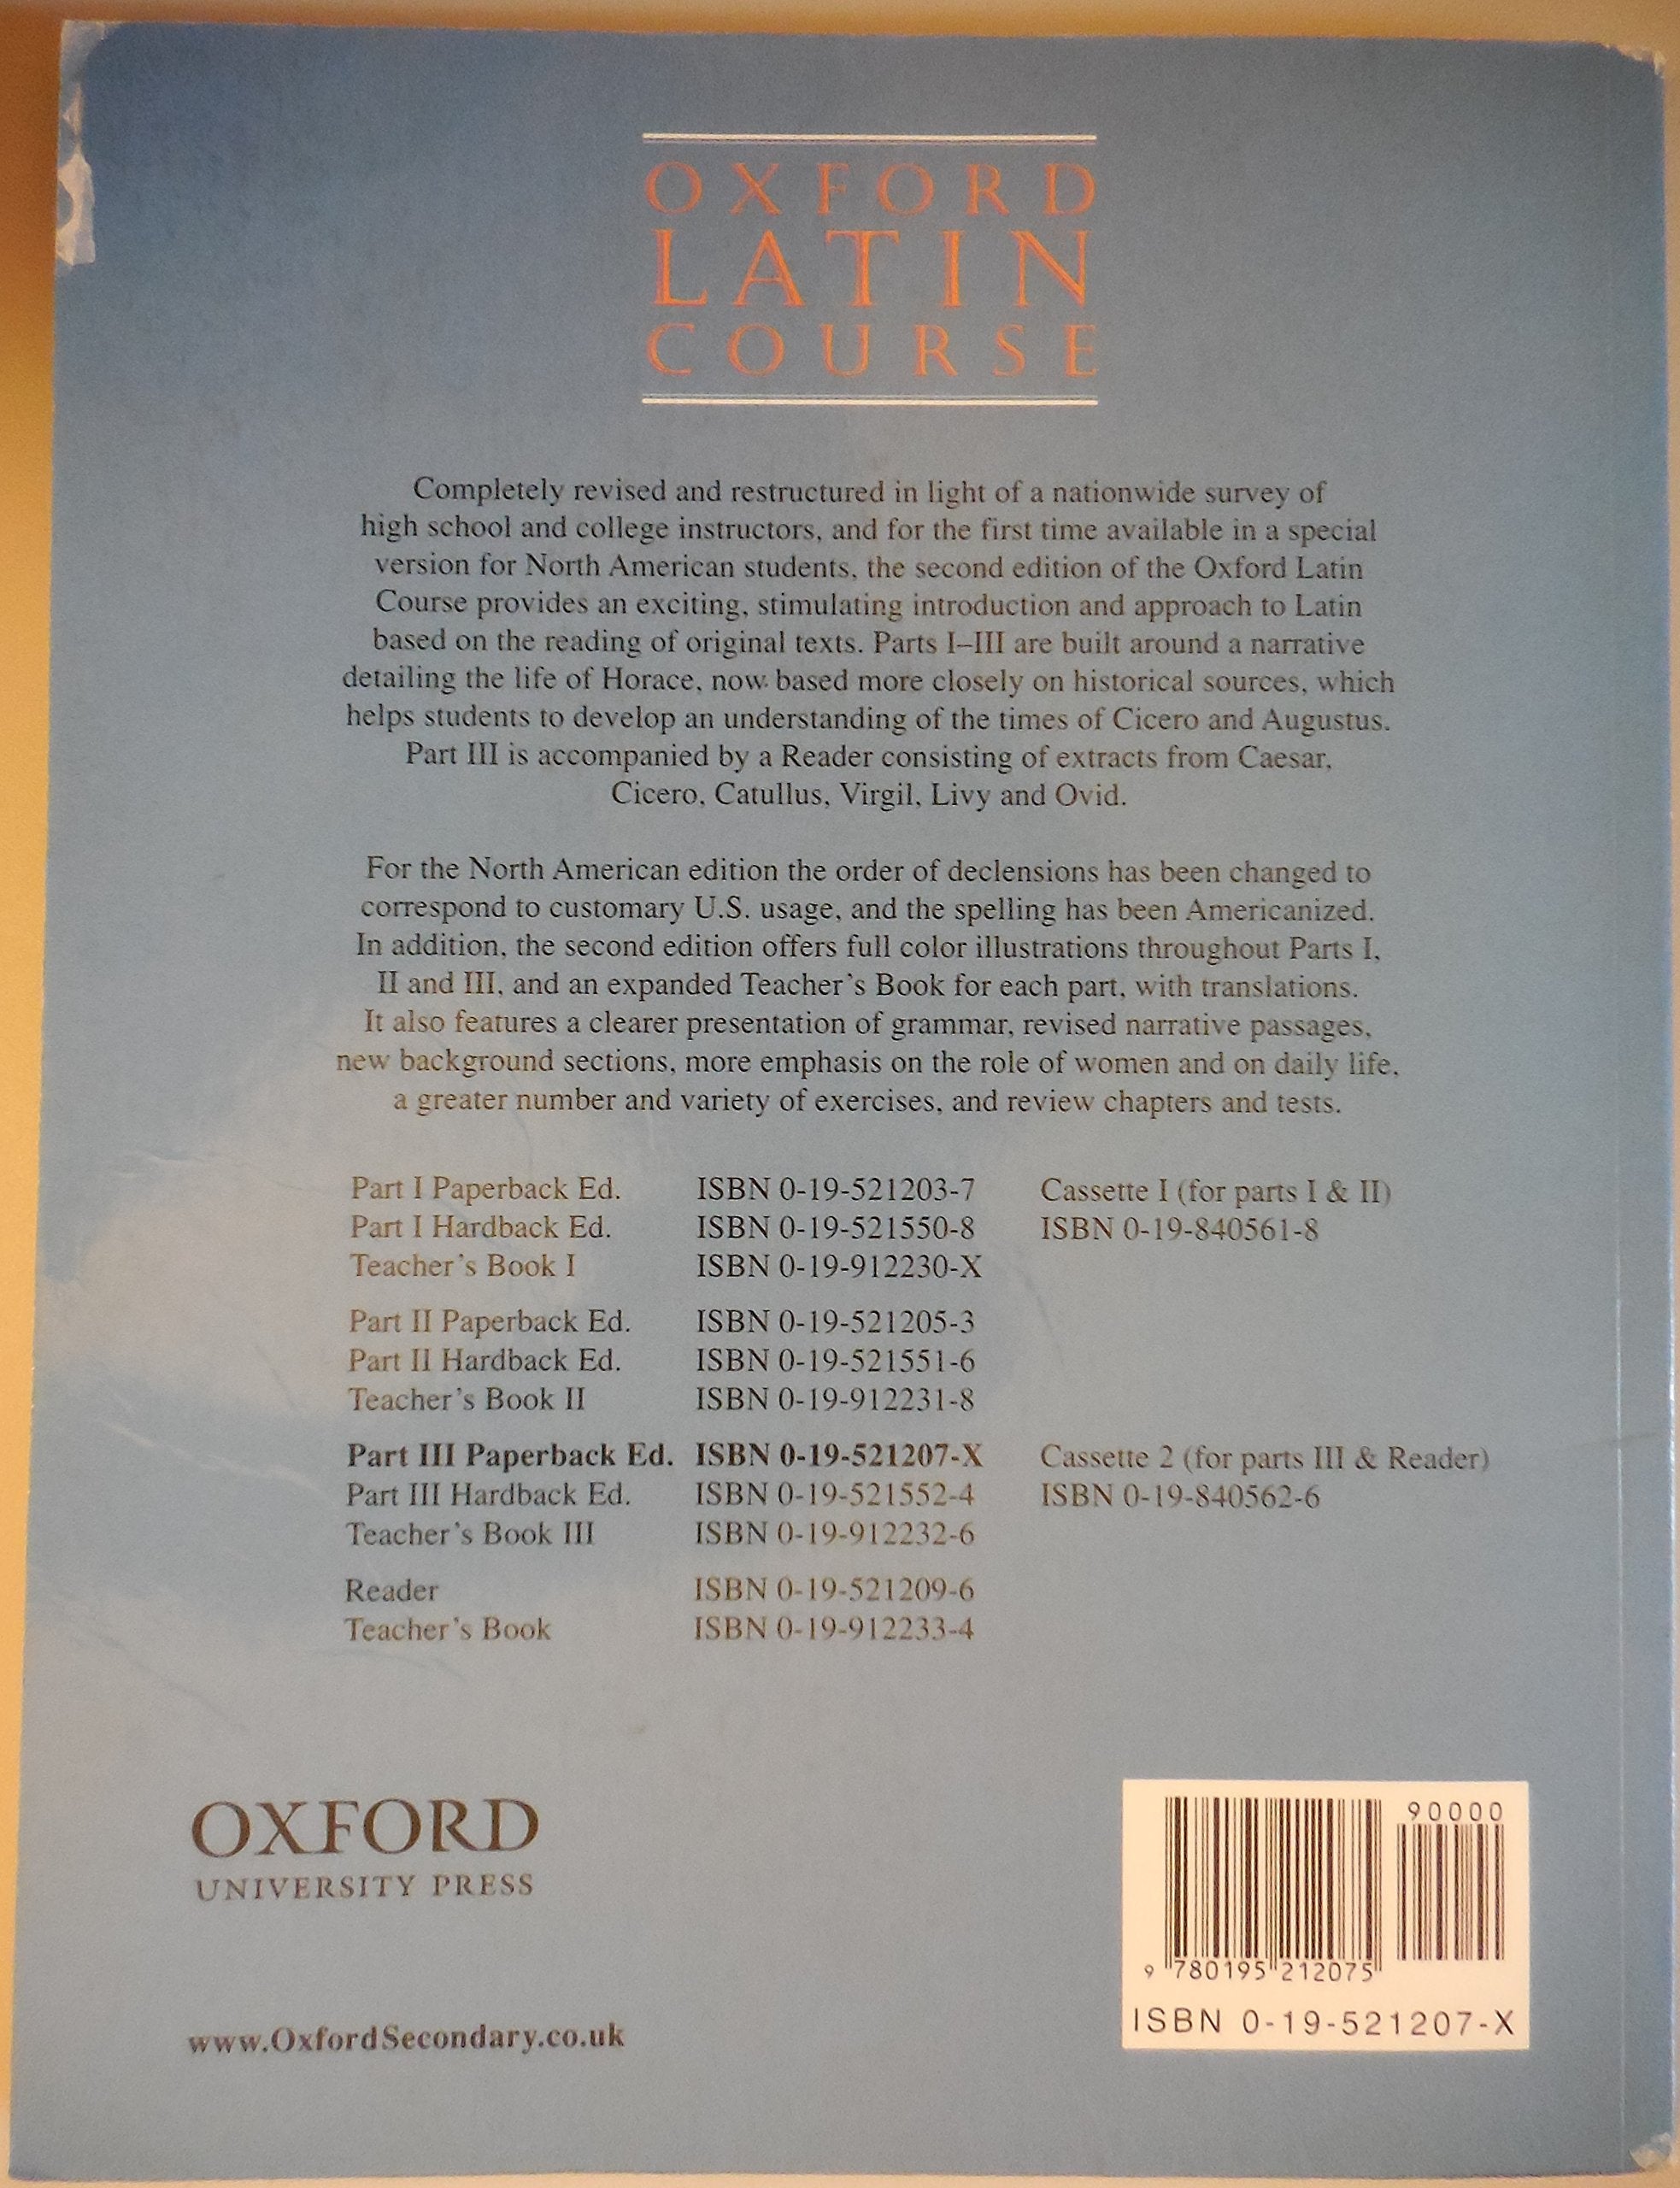 OXFORD
LATIN
COURSE
Completely revised and restructured in light of a nationwide survey of
high school and college instructors, and for the first time available in a special
version for North American students, the second edition of the Oxford Latin
Course provides an exciting, stimulating introduction and approach to Latin
based on the reading of original texts. Parts I–III are built around a narrative
detailing the life of Horace, now based more closely on historical sources, which
helps students to develop an understanding of the times of Cicero and Augustus.
Part III is accompanied by a Reader consisting of extracts from Caesar,
Cicero, Catullus, Virgil, Livy and Ovid.
For the North American edition the order of declensions has been changed to
correspond to customary U.S. usage, and the spelling has been Americanized.
In addition, the second edition offers full color illustrations throughout Parts I,
II and III, and an expanded Teacher's Book for each part, with translations.
It also features a clearer presentation of grammar, revised narrative passages,
new background sections, more emphasis on the role of women and on daily life,
a greater number and variety of exercises, and review chapters and tests.
Part I Paperback Ed. ISBN 0-19-521203-7 Cassette I (for parts I & II)
Part I Hardback Ed. ISBN 0-19-521550-8 ISBN 0-19-840561-8
Teacher's Book I ISBN 0-19-912230-X
Part II Paperback Ed. ISBN 0-19-521205-3
Part II Hardback Ed. ISBN 0-19-521551-6
Teacher's Book II ISBN 0-19-912231-8
Part III Paperback Ed. ISBN 0-19-521207-X Cassette 2 (for parts III & Reader)
Part III Hardback Ed. ISBN 0-19-521552-4 ISBN 0-19-840562-6
Teacher's Book III ISBN 0-19-912232-6
Reader ISBN 0-19-521209-6
Teacher's Book ISBN 0-19-912233-4
OXFORD
UNIVERSITY PRESS
www.OxfordSecondary.co.uk
90000
9 780195 212075
ISBN 0-19-521207-X